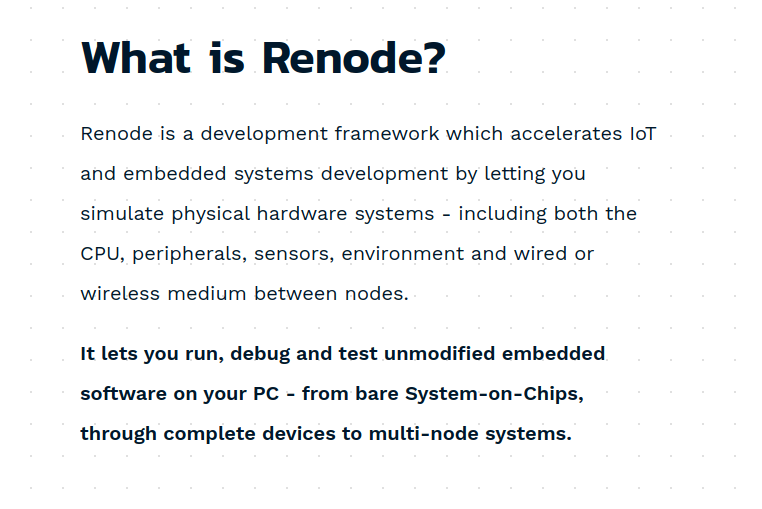 What is Renode?
Renode is a development framework which accelerates IoT
and embedded systems development by letting you
simulate physical hardware systems - including both the
CPU, peripherals, sensors, environment and wired or
wireless medium between nodes.
It lets you run, debug and test unmodified embedded
software on your PC - from bare System-on-Chips,
through complete devices to multi-node systems.